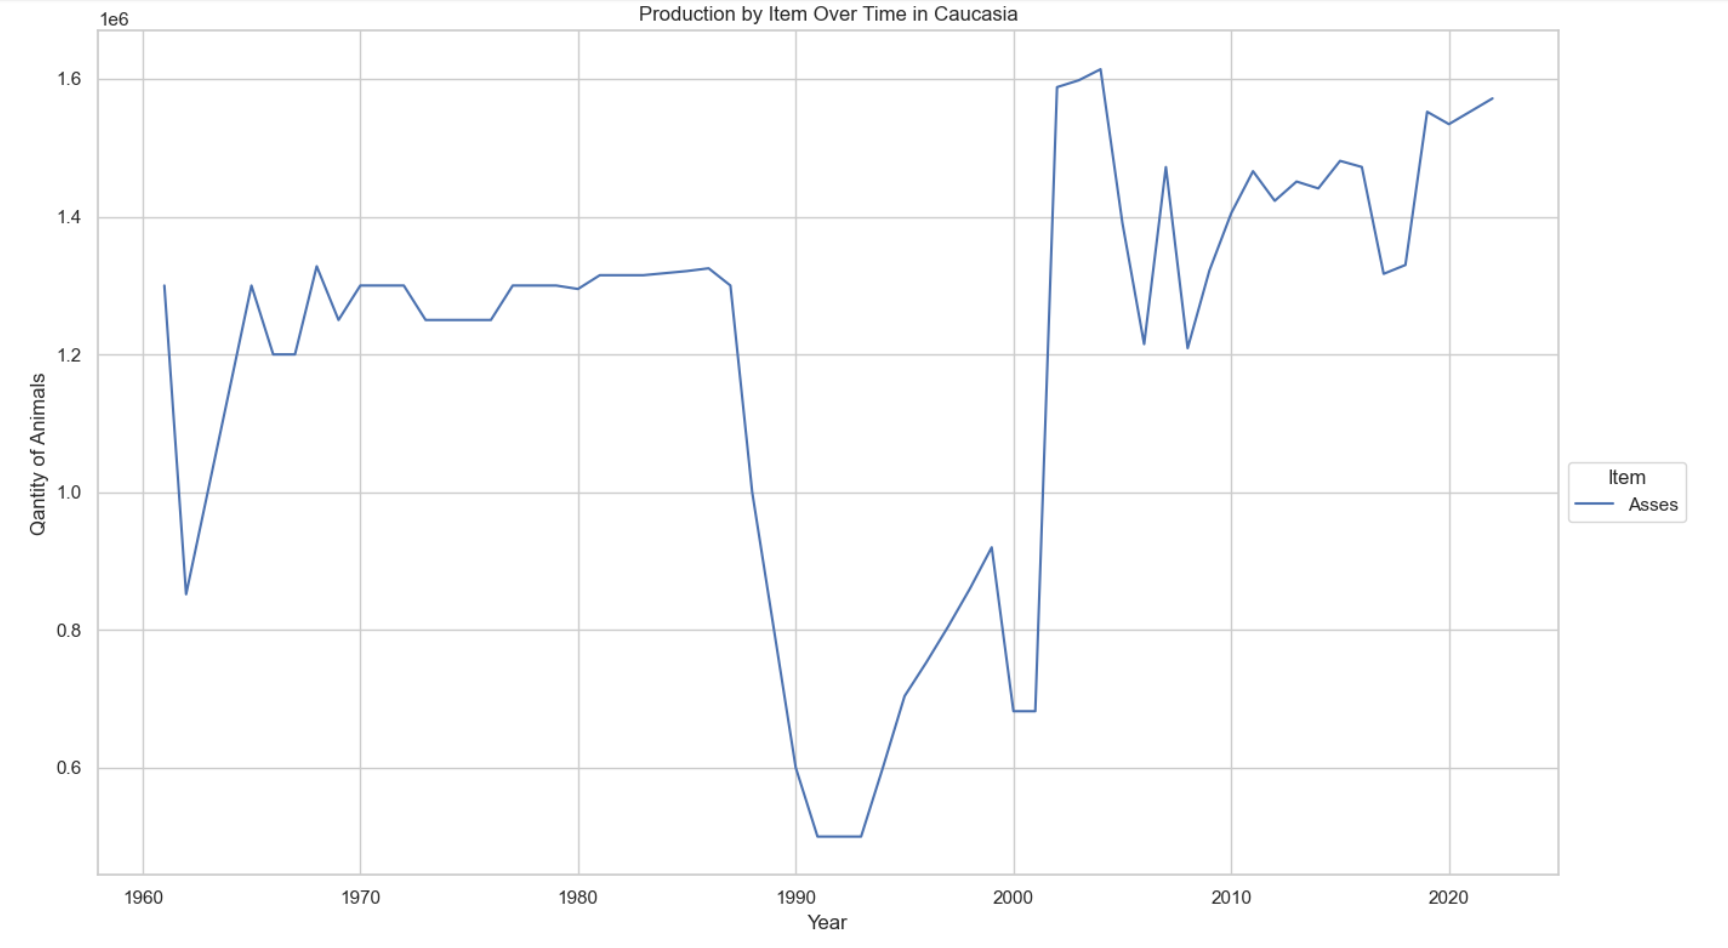 Production by Item Over Time in Caucasia
1e6
1.6
1.4
1.2
1.0
0.8
0.6
Qantity of Animals
1960 1970 1980 1990 2000 2010 2020
Year
Item
Asses